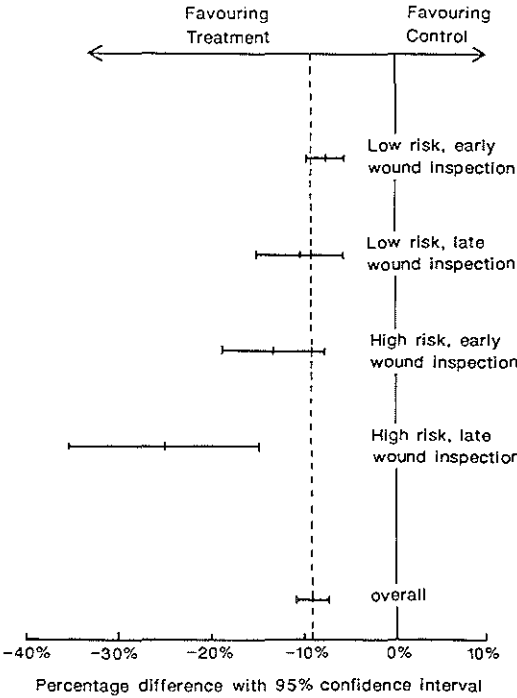 Favouring Treatment
Favouring Control
Low risk, early
wound inspection
Low risk, late
wound inspection
High risk, early
wound inspection
High risk, late
wound inspection
overall
-40% -30% -20% -10% 0% 10%
Percentage difference with 95% confidence interval